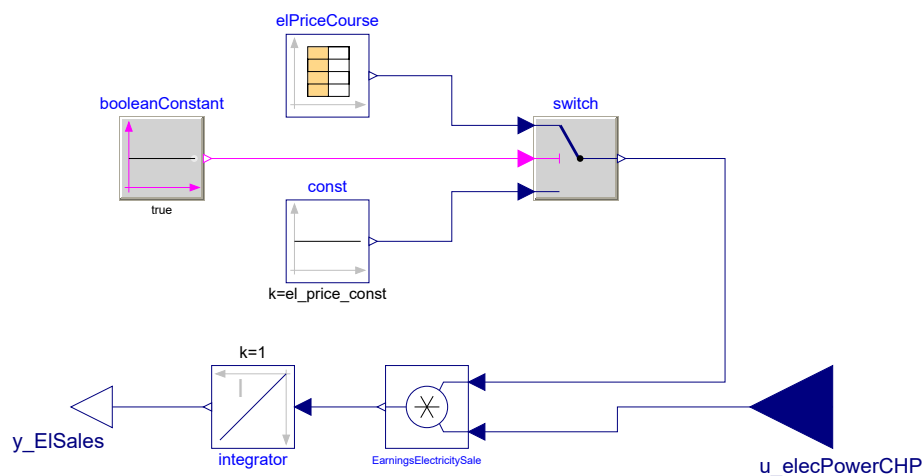 elPriceCourse
booleanConstant
switch
true
const
k=el_price_const
k=1
y_ElSales
integrator
EarningsElectricitySale
u_elecPowerCHP